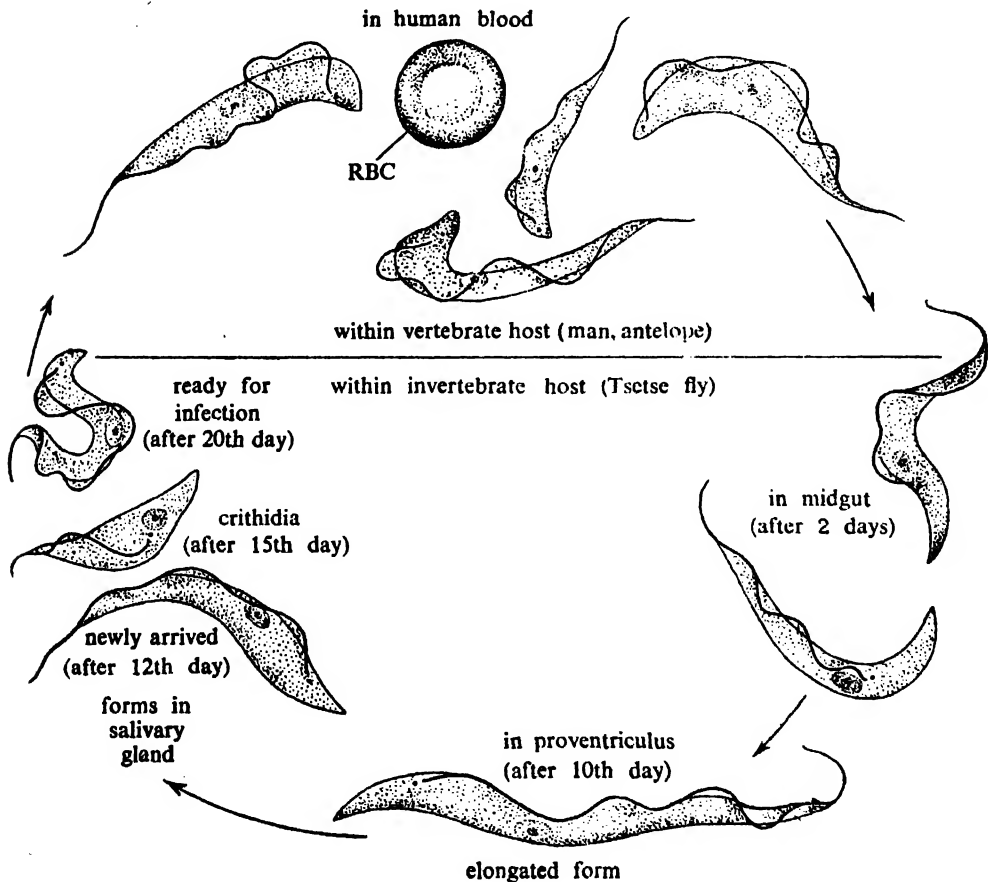 in human blood
RBC
within vertebrate host (man, antelope)
within invertebrate host (Tsetse fly)
ready for
infection
(after 20th day)
crithidia
(after 15th day)
newly arrived
(after 12th day)
forms in
salivary
gland
in midgut
(after 2 days)
in proventriculus
(after 10th day)
elongated form